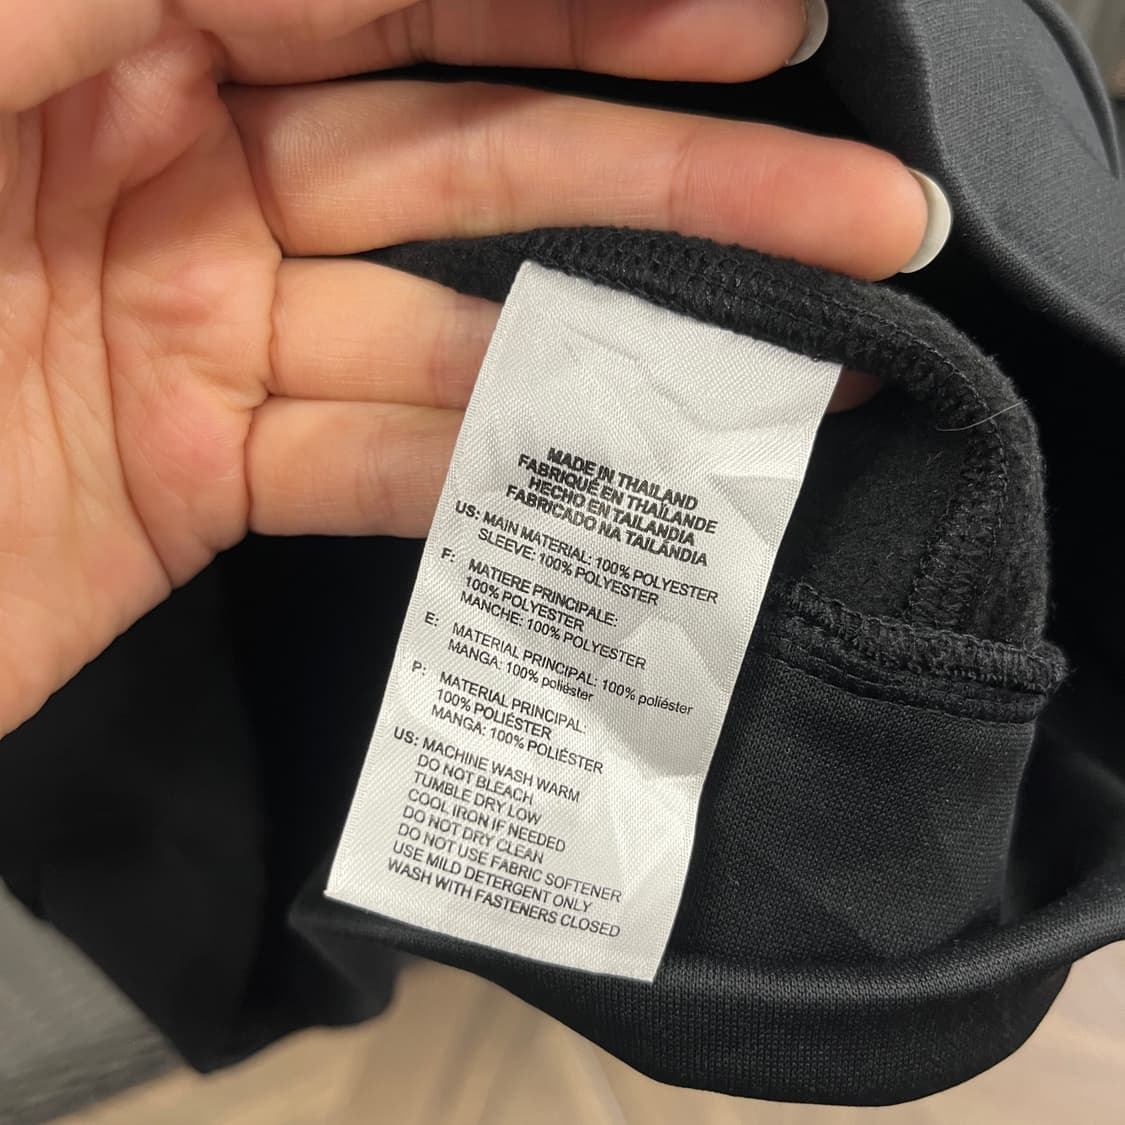 MADE IN THAILAND
FABRIQUÉ EN THAÏLANDE
HECHO EN TAILANDIA
FABRICADO NA TAILÂNDIA
US: MAIN MATERIAL: 100% POLYESTER
SLEEVE: 100% POLYESTER
F: MATIERE PRINCIPALE:
100% POLYESTER
MANCHE: 100% POLYESTER
E: MATERIAL PRINCIPAL: 100% poliéster
MANGA: 100% poliéster
P: MATERIAL PRINCIPAL:
100% POLIÉSTER
MANGA: 100% POLIÉSTER
US: MACHINE WASH WARM
DO NOT BLEACH
TUMBLE DRY LOW
COOL IRON IF NEEDED
DO NOT DRY CLEAN
DO NOT USE FABRIC SOFTENER
USE MILD DETERGENT ONLY
WASH WITH FASTENERS CLOSED